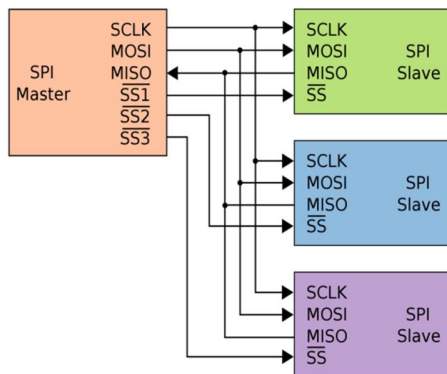 SPI
Master
SCLK
MOSI
MISO
SS1
SS2
SS3
SCLK
MOSI
MISO
SS
SPI
Slave
SCLK
MOSI
MISO
SS
SPI
Slave
SCLK
MOSI
MISO
SS
SPI
Slave